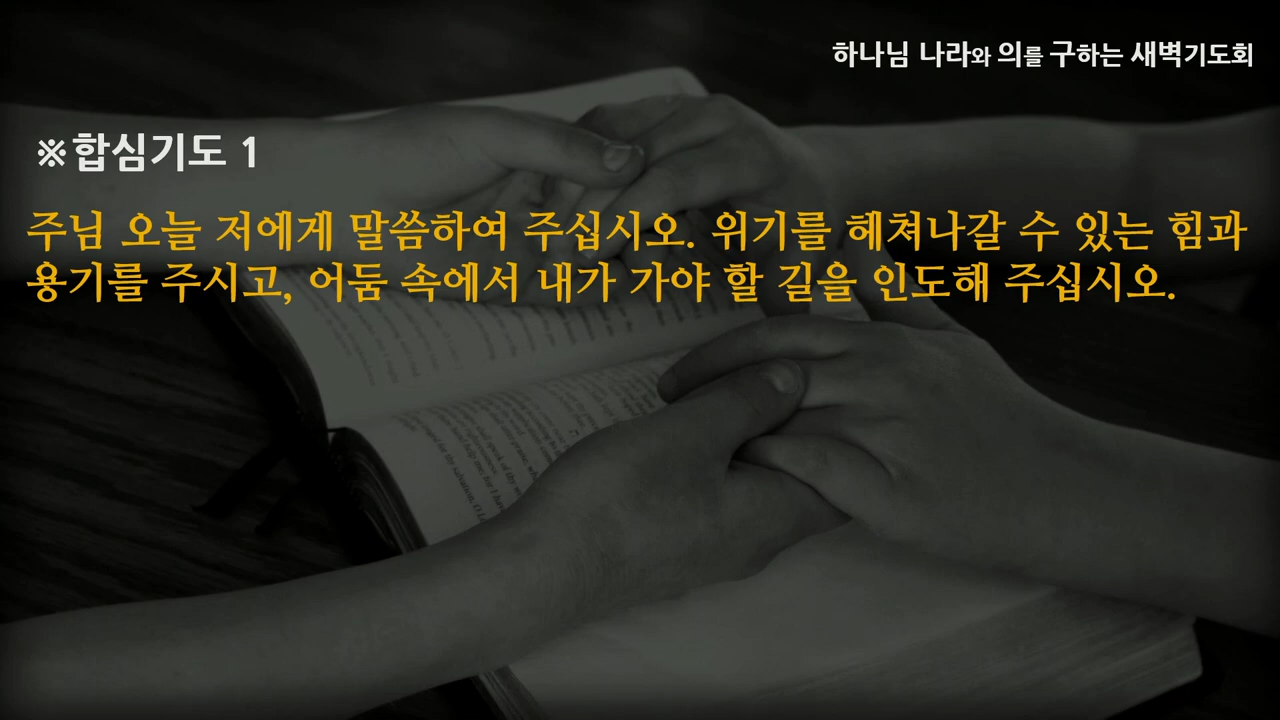 하나님 나라와 의를 구하는 새벽기도회
※합심기도 1
주님 오늘 저에게 말씀하여 주십시오. 위기를 헤쳐나갈 수 있는 힘과
용기를 주시고, 어둠 속에서 내가 가야 할 길을 인도해 주십시오.